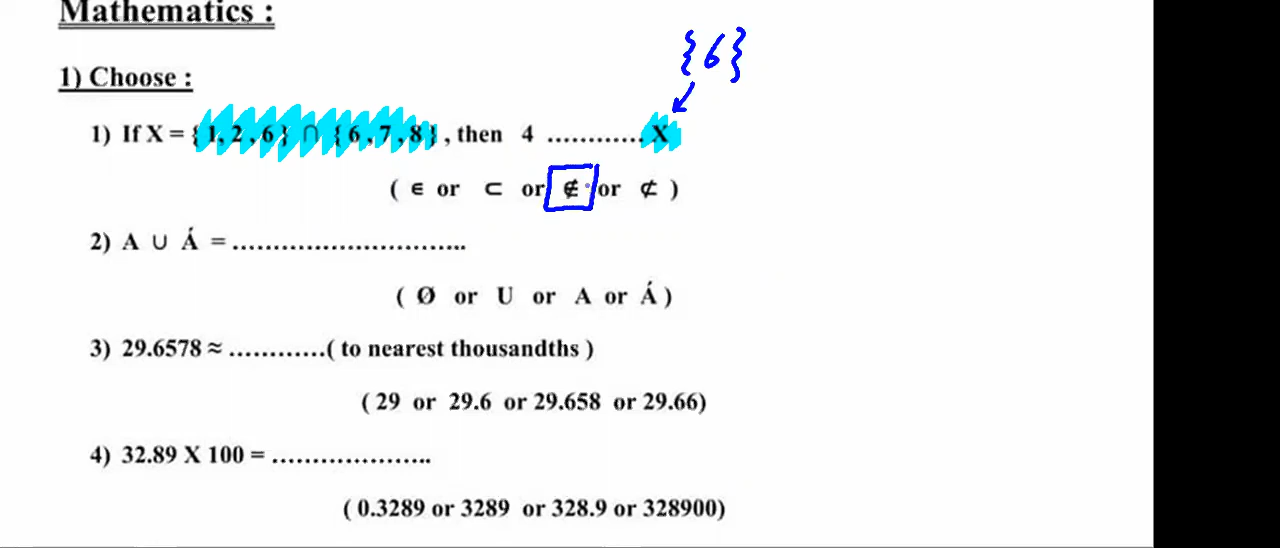 Mathematics :
{6}
1) Choose :
1) If X = { 1, 2 , 6 } ∩ { 6 , 7 , 8 } , then 4 ………… X
( ∈ or ⊂ or ∉ or ⊄ )
2) A ∪ Á = ………………………..
( Ø or U or A or Á )
3) 29.6578 ≈ …………( to nearest thousandths )
( 29 or 29.6 or 29.658 or 29.66)
4) 32.89 X 100 = ………………..
( 0.3289 or 3289 or 328.9 or 328900)